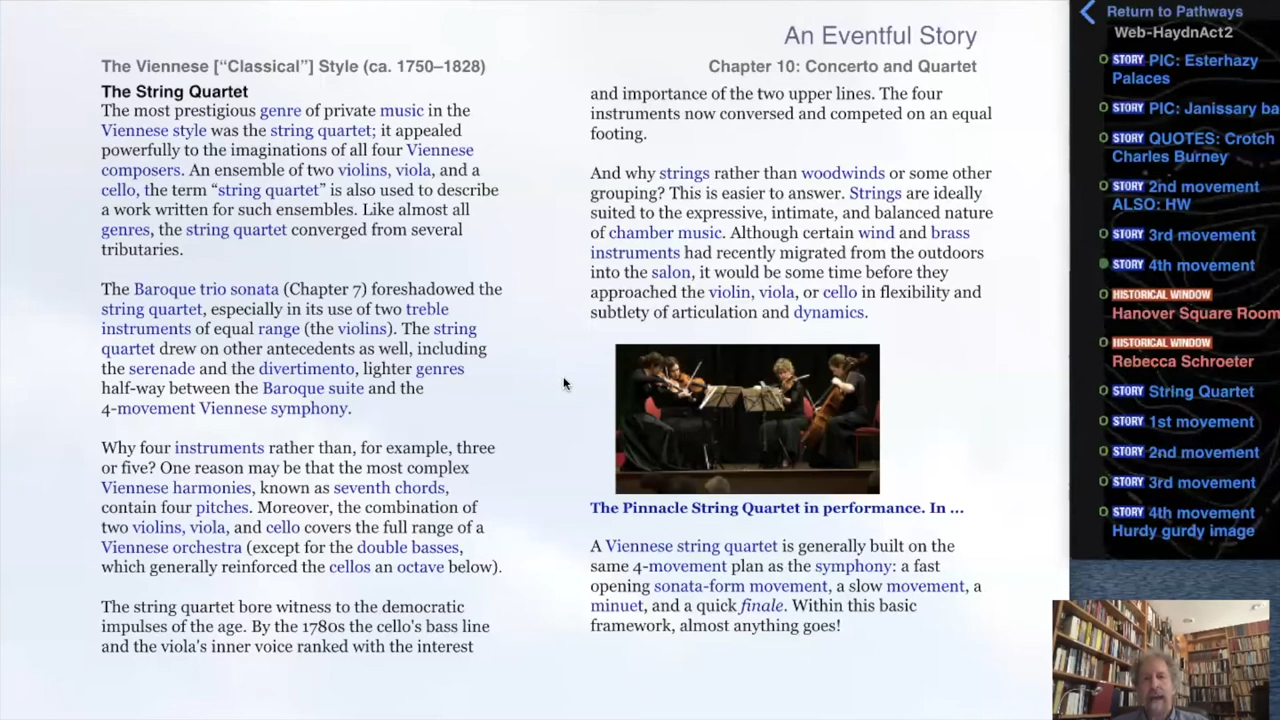 An Eventful Story
The Viennese [“Classical”] Style (ca. 1750–1828)
Chapter 10: Concerto and Quartet
The String Quartet
The most prestigious genre of private music in the
Viennese style was the string quartet; it appealed
powerfully to the imaginations of all four Viennese
composers. An ensemble of two violins, viola, and a
cello, the term “string quartet” is also used to describe
a work written for such ensembles. Like almost all
genres, the string quartet converged from several
tributaries.
The Baroque trio sonata (Chapter 7) foreshadowed the
string quartet, especially in its use of two treble
instruments of equal range (the violins). The string
quartet drew on other antecedents as well, including
the serenade and the divertimento, lighter genres
half-way between the Baroque suite and the
4-movement Viennese symphony.
Why four instruments rather than, for example, three
or five? One reason may be that the most complex
Viennese harmonies, known as seventh chords,
contain four pitches. Moreover, the combination of
two violins, viola, and cello covers the full range of a
Viennese orchestra (except for the double basses,
which generally reinforced the cellos an octave below).
The string quartet bore witness to the democratic
impulses of the age. By the 1780s the cello's bass line
and the viola's inner voice ranked with the interest
and importance of the two upper lines. The four
instruments now conversed and competed on an equal
footing.
And why strings rather than woodwinds or some other
grouping? This is easier to answer. Strings are ideally
suited to the expressive, intimate, and balanced nature
of chamber music. Although certain wind and brass
instruments had recently migrated from the outdoors
into the salon, it would be some time before they
approached the violin, viola, or cello in flexibility and
subtlety of articulation and dynamics.
The Pinnacle String Quartet in performance. In ...
A Viennese string quartet is generally built on the
same 4-movement plan as the symphony: a fast
opening sonata-form movement, a slow movement, a
minuet, and a quick finale. Within this basic
framework, almost anything goes!
Return to Pathways
Web-HaydnAct2
STORY PIC: Esterhazy
Palaces
STORY PIC: Janissary ba
STORY QUOTES: Crotch
Charles Burney
STORY 2nd movement
ALSO: HW
STORY 3rd movement
STORY 4th movement
HISTORICAL WINDOW
Hanover Square Room
HISTORICAL WINDOW
Rebecca Schroeter
STORY String Quartet
STORY 1st movement
STORY 2nd movement
STORY 3rd movement
STORY 4th movement
Hurdy gurdy image